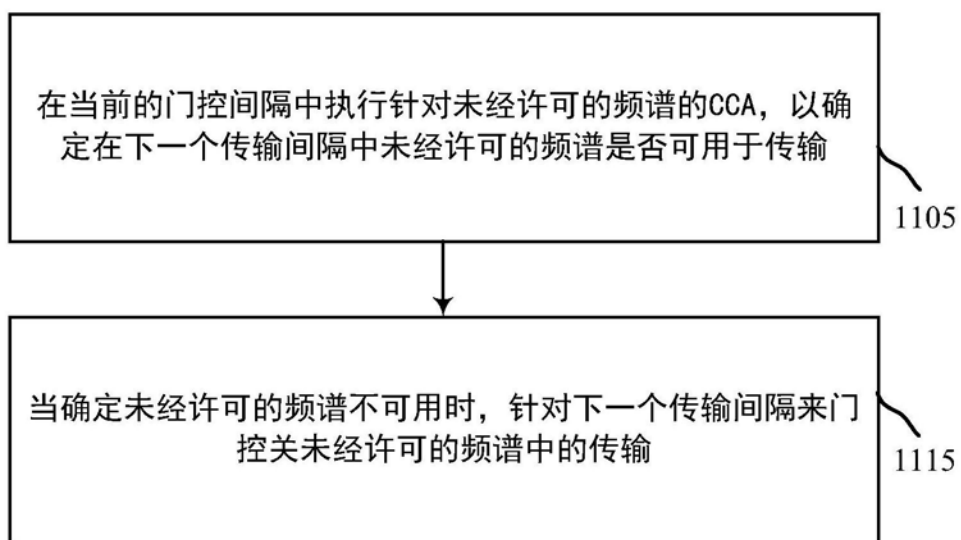 在当前的门控间隔中执行针对未经许可的频谱的CCA，以确
定在下一个传输间隔中未经许可的频谱是否可用于传输
1105
当确定未经许可的频谱不可用时，针对下一个传输间隔来门
控关未经许可的频谱中的传输
1115